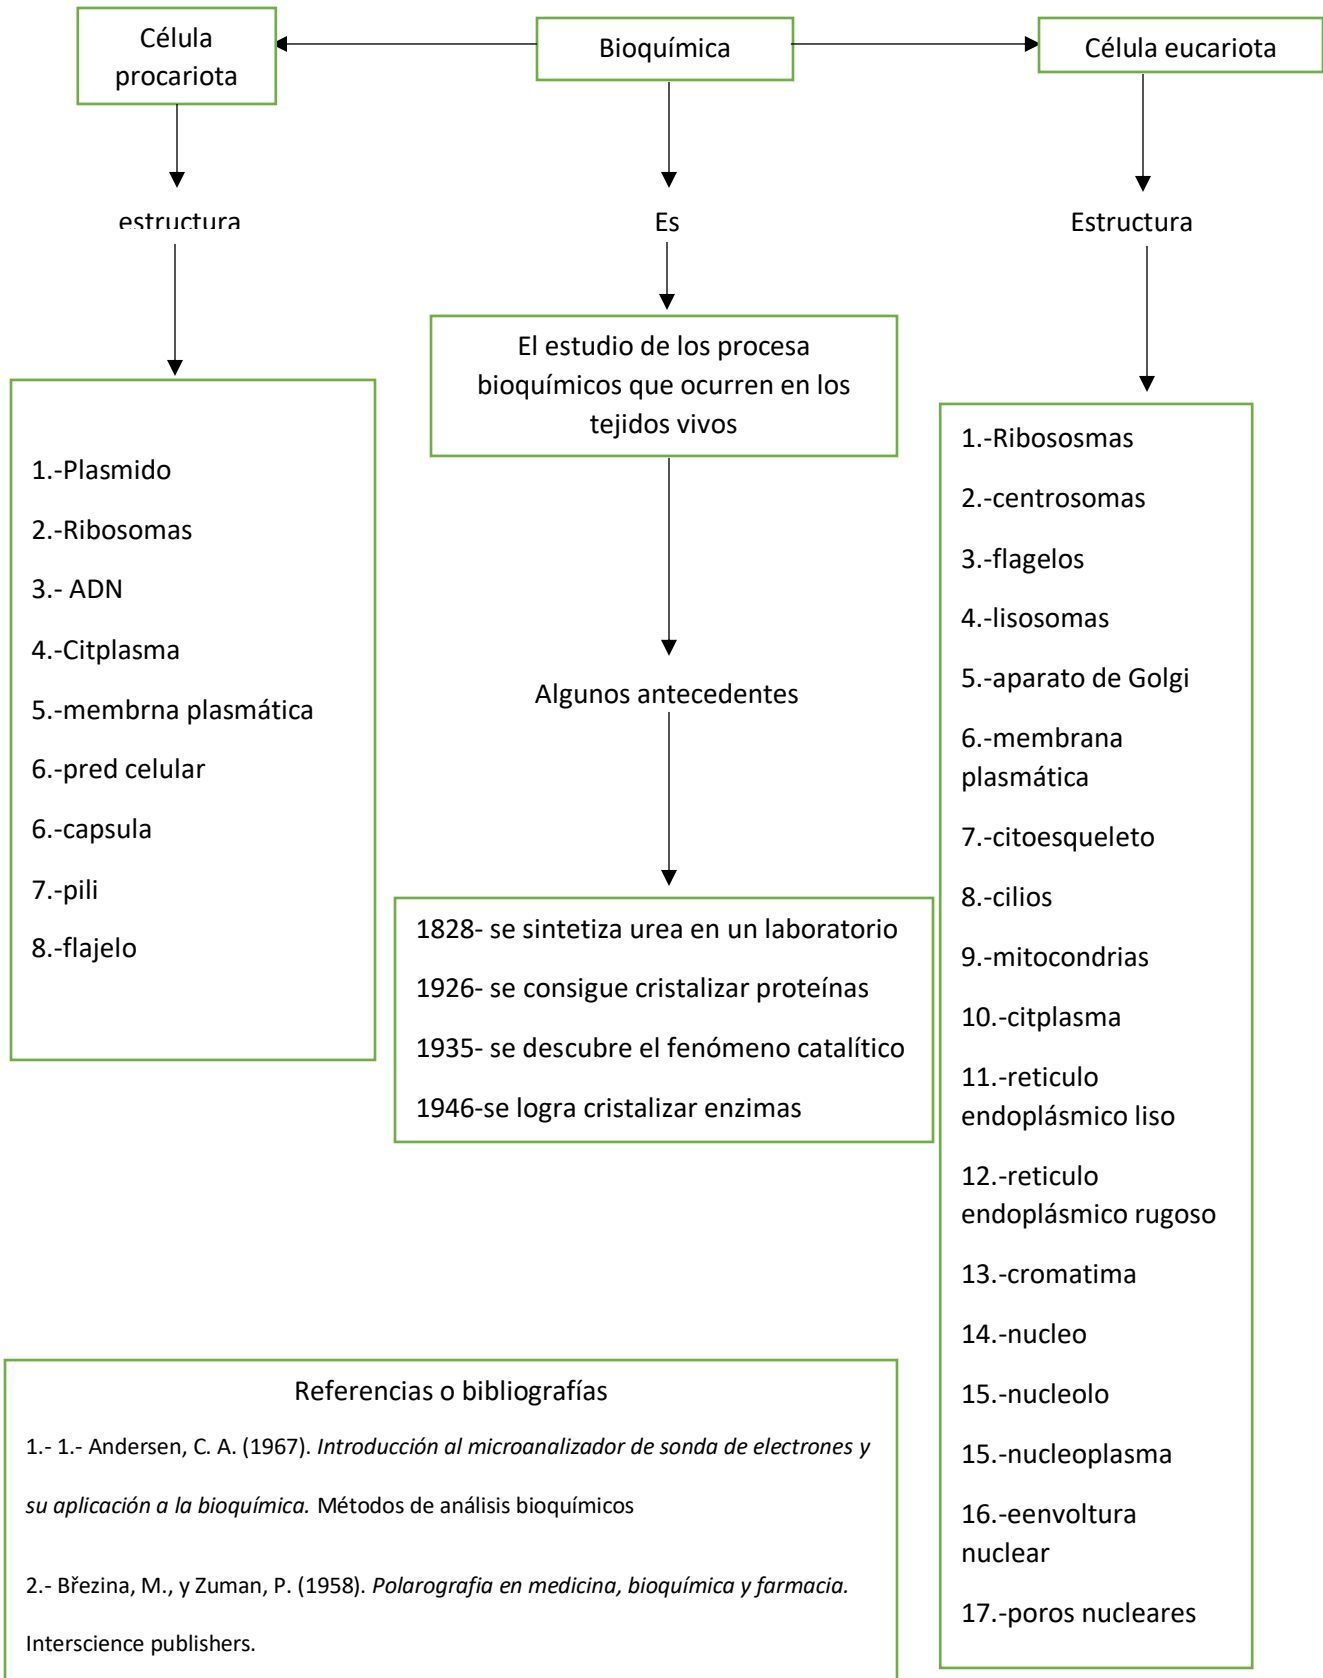 Célula
procariota
Bioquímica
Célula eucariota
estructura
Es
Estructura
El estudio de los procesa
bioquímicos que ocurren en los
tejidos vivos
1.-Plasmido
2.-Ribosomas
3.- ADN
4.-Citplasma
5.-membrna plasmática
6.-pred celular
6.-capsula
7.-pili
8.-flajelo
Algunos antecedentes
1828- se sintetiza urea en un laboratorio
1926- se consigue cristalizar proteínas
1935- se descubre el fenómeno catalítico
1946-se logra cristalizar enzimas
1.-Ribososmas
2.-centrosomas
3.-flagelos
4.-lisosomas
5.-aparato de Golgi
6.-membrana
plasmática
7.-citoesqueleto
8.-cilios
9.-mitocondrias
10.-citplasma
11.-reticulo
endoplásmico liso
12.-reticulo
endoplásmico rugoso
13.-cromatima
14.-nucleo
15.-nucleolo
15.-nucleoplasma
16.-eenvoltura
nuclear
17.-poros nucleares
Referencias o bibliografías
1.- 1.- Andersen, C. A. (1967). Introducción al microanalizador de sonda de electrones y
su aplicación a la bioquímica. Métodos de análisis bioquímicos
2.- Březina, M., y Zuman, P. (1958). Polarografia en medicina, bioquímica y farmacia.
Interscience publishers.